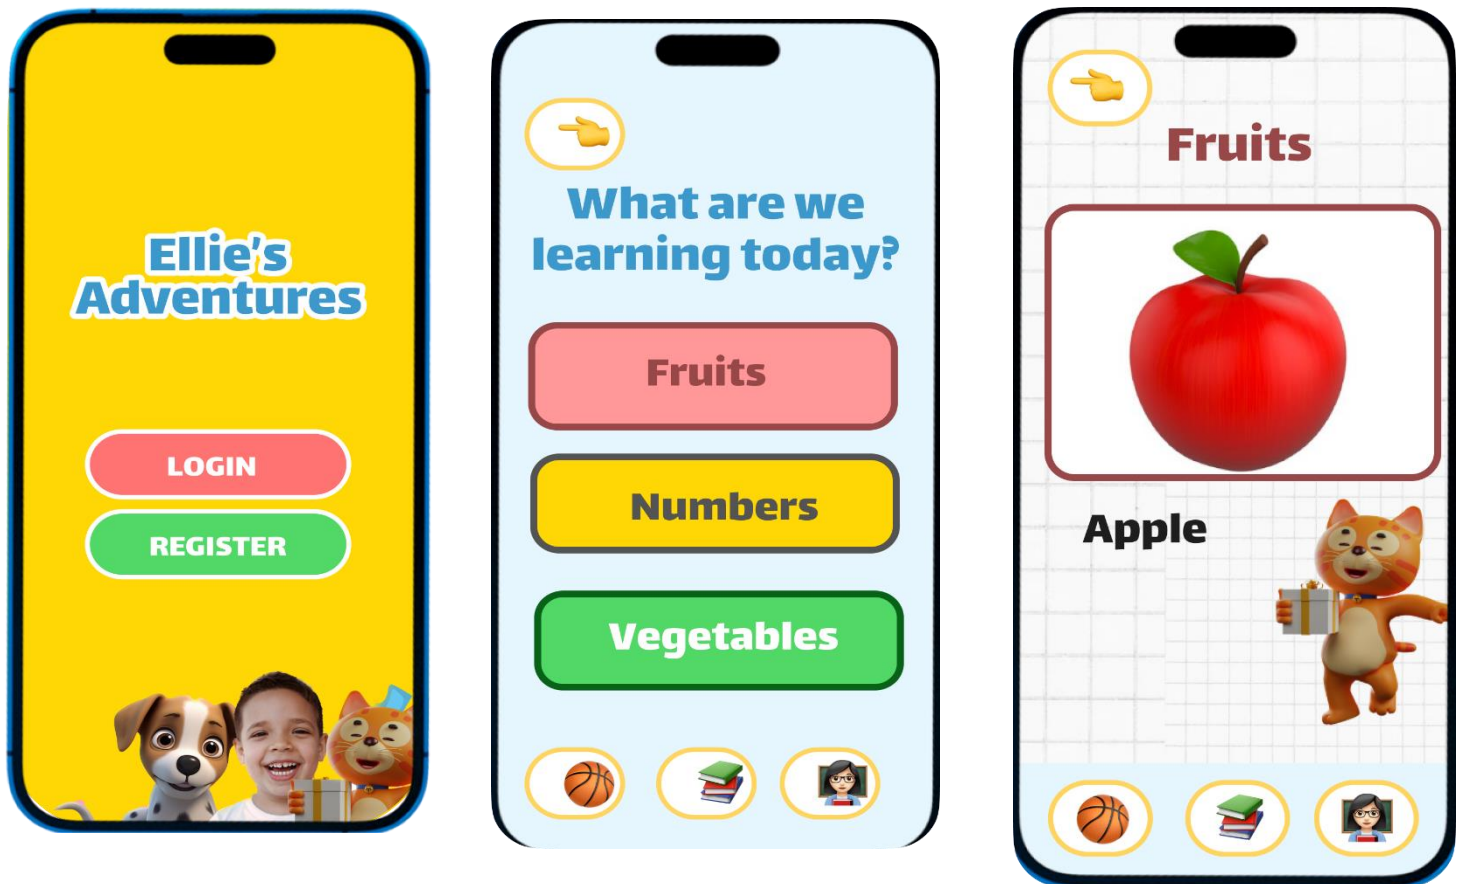 Ellie's
Adventures
LOGIN
REGISTER
What are we
learning today?
Fruits
Numbers
Vegetables
Fruits
Apple